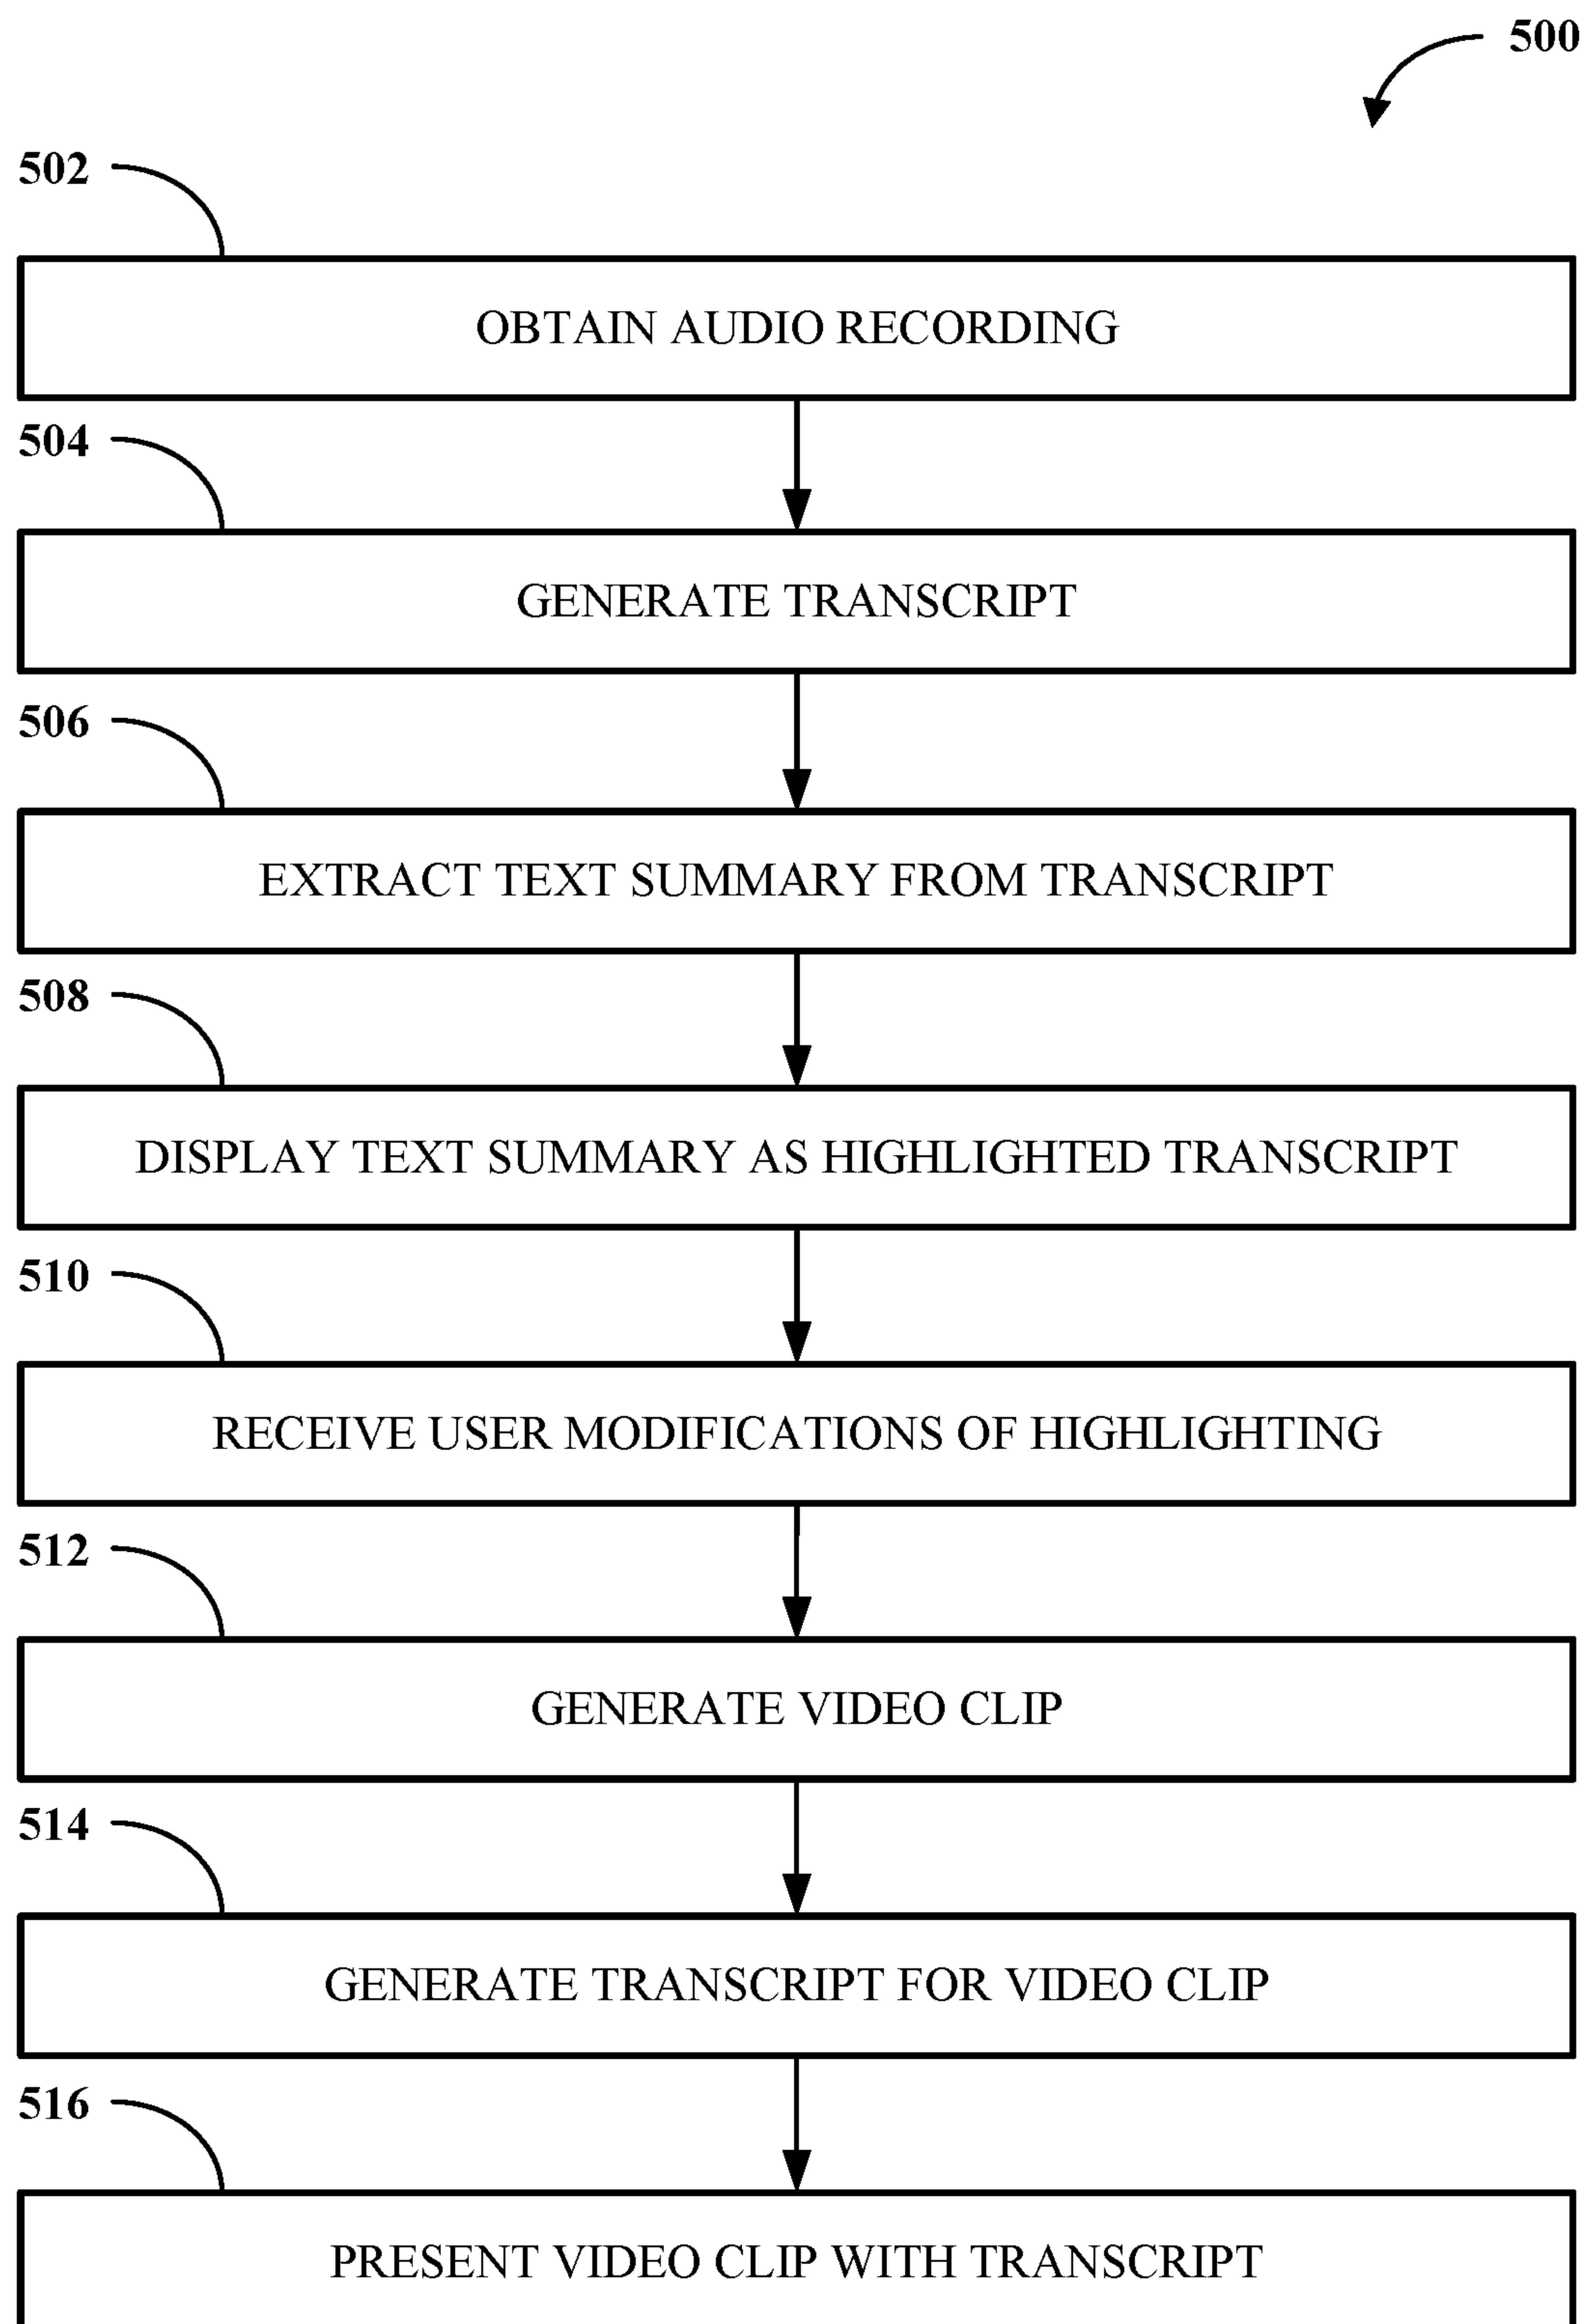 500
502
OBTAIN AUDIO RECORDING
504
GENERATE TRANSCRIPT
506
EXTRACT TEXT SUMMARY FROM TRANSCRIPT
508
DISPLAY TEXT SUMMARY AS HIGHLIGHTED TRANSCRIPT
510
RECEIVE USER MODIFICATIONS OF HIGHLIGHTING
512
GENERATE VIDEO CLIP
514
GENERATE TRANSCRIPT FOR VIDEO CLIP
516
PRESENT VIDEO CLIP WITH TRANSCRIPT